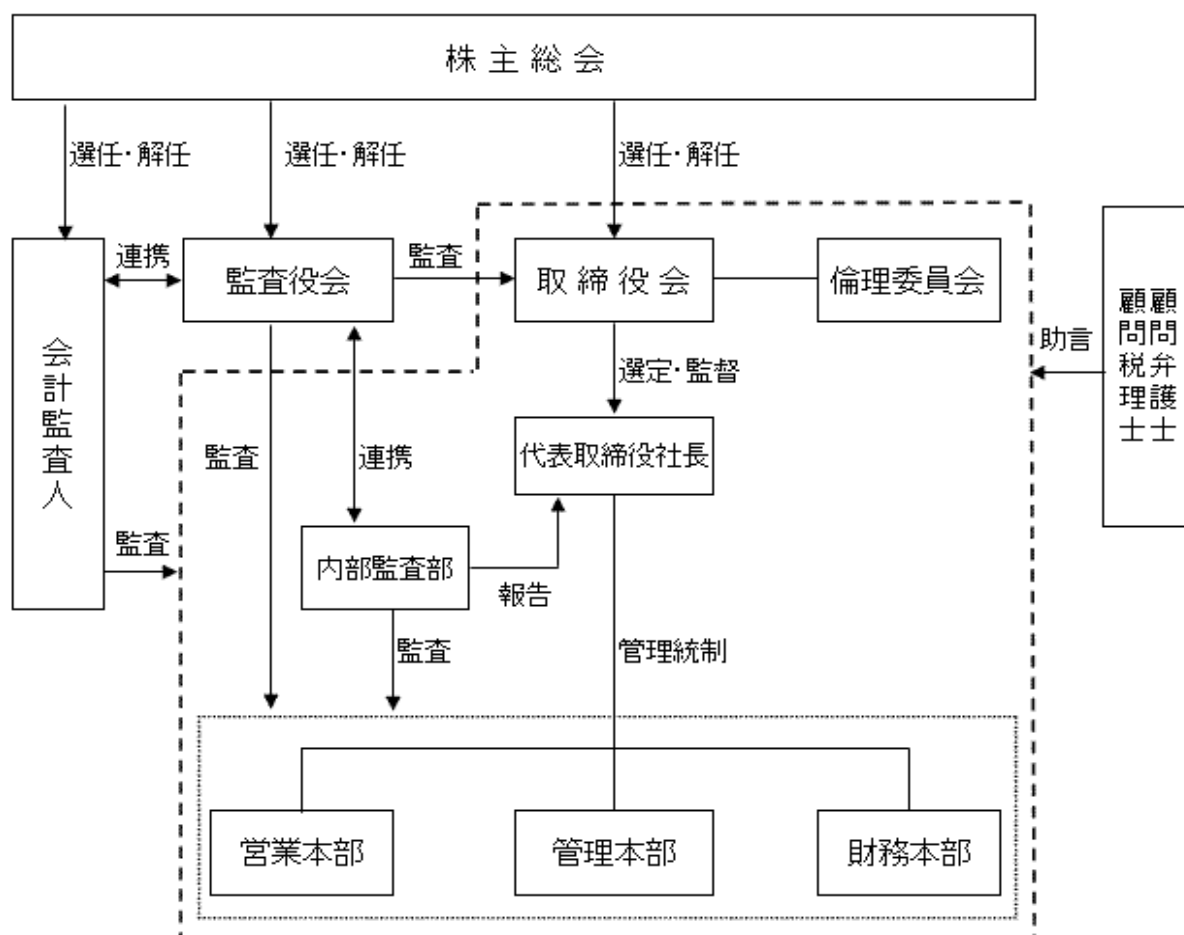 株主総会
選任・解任
選任・解任
選任・解任
会計監査人
連携
監査役会
監査
取締役会
倫理委員会
顧問弁護士
顧問税理士
助言
選定・監督
代表取締役社長
監査
連携
監査
内部監査部
報告
監査
管理統制
営業本部
管理本部
財務本部